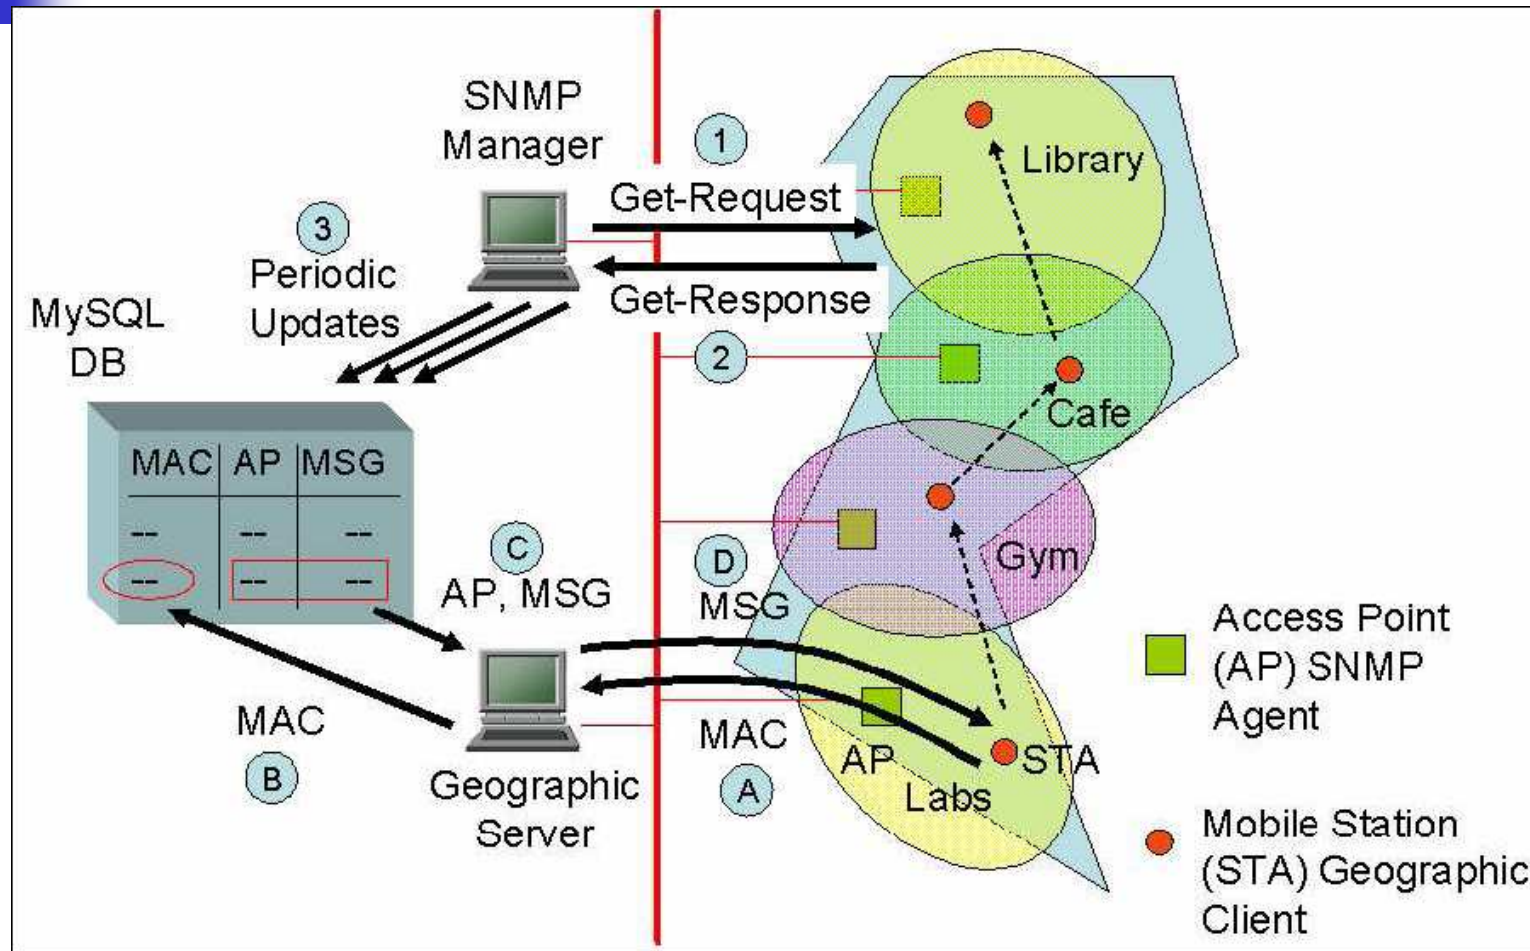 SNMP
Manager
1
Get-Request
Library
3
Periodic
Updates
Get-Response
MySQL
DB
2
Cafe
MAC AP MSG
-- -- --
-- -- --
C
AP, MSG
D
MSG
Gym
Access Point
(AP) SNMP
Agent
MAC
B
MAC
A
AP
STA
Labs
Geographic
Server
Mobile Station
(STA) Geographic
Client